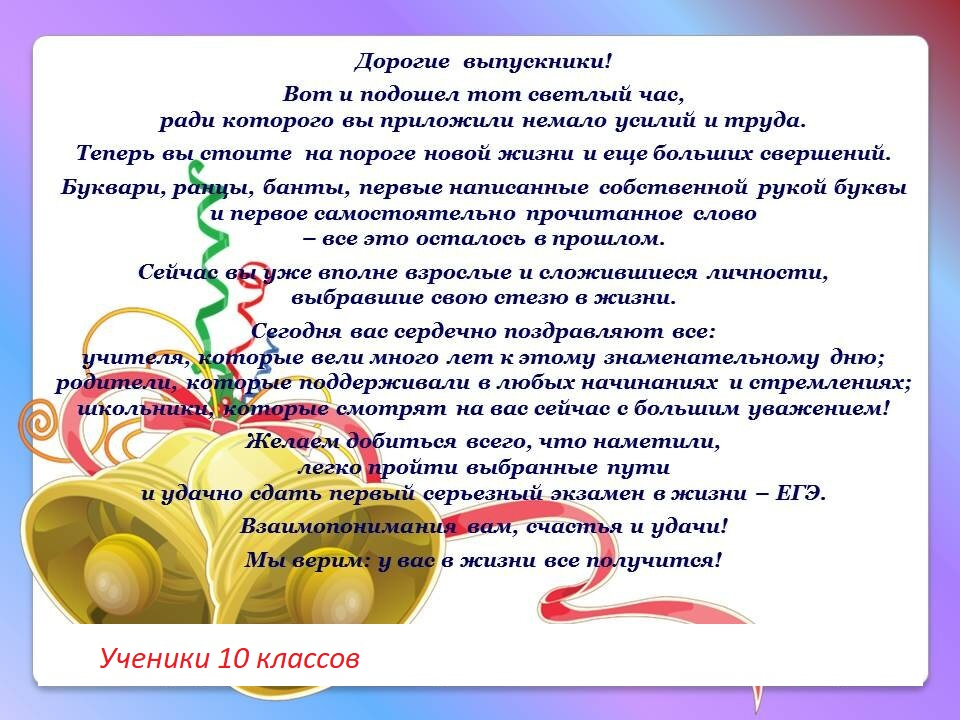 Дорогие выпускники!
Вот и подошел тот светлый час,
ради которого вы приложили немало усилий и труда.
Теперь вы стоите на пороге новой жизни и еще больших свершений.
Буквари, ранцы, банты, первые написанные собственной рукой буквы
и первое самостоятельно прочитанное слово
– все это осталось в прошлом.
Сейчас вы уже вполне взрослые и сложившиеся личности,
выбравшие свою стезю в жизни.
Сегодня вас сердечно поздравляют все:
учителя, которые вели много лет к этому знаменательному дню;
родители, которые поддерживали в любых начинаниях и стремлениях;
школьники, которые смотрят на вас сейчас с большим уважением!
Желаем добиться всего, что наметили,
легко пройти выбранные пути
и удачно сдать первый серьезный экзамен в жизни – ЕГЭ.
Взаимопонимания вам, счастья и удачи!
Мы верим: у вас в жизни все получится!
Ученики 10 классов